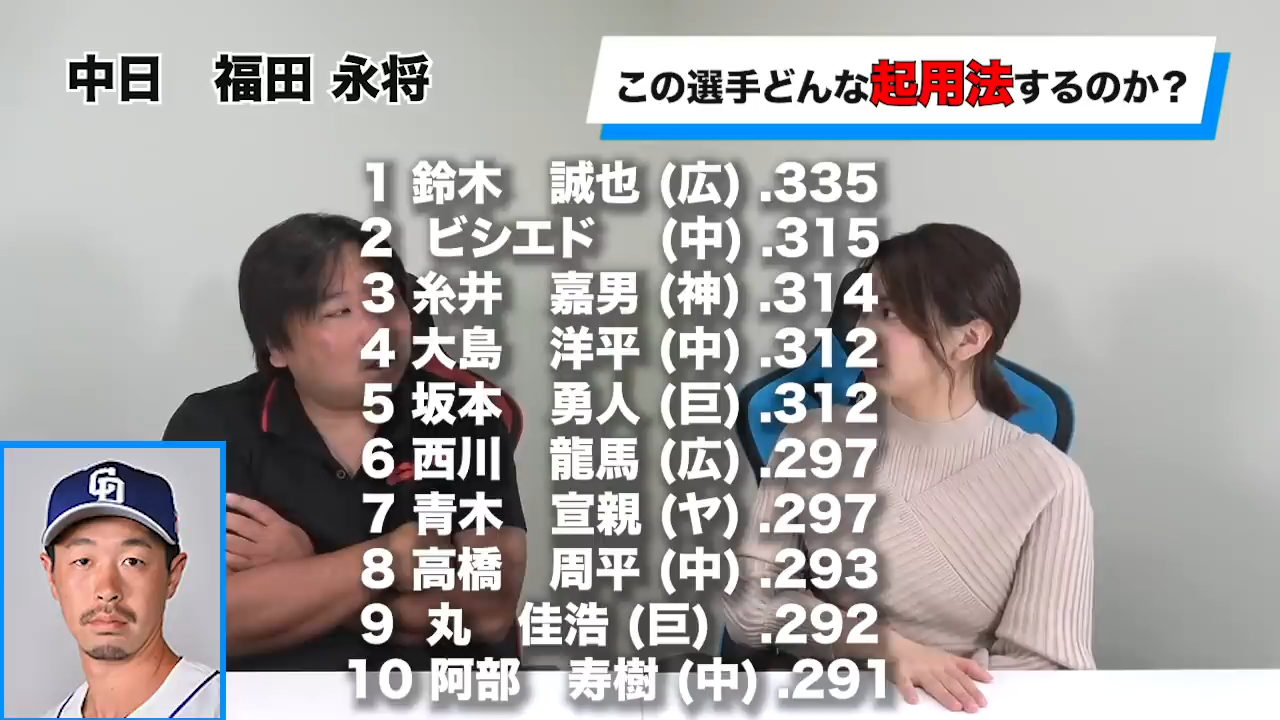 中日 福田 永将
この選手どんな起用法するのか？
1 鈴木 誠也 (広) .335
2 ビシエド (中) .315
3 糸井 嘉男 (神) .314
4 大島 洋平 (中) .312
5 坂本 勇人 (巨) .312
6 西川 龍馬 (広) .297
7 青木 宣親 (ヤ) .297
8 高橋 周平 (中) .293
9 丸 佳浩 (巨) .292
10 阿部 寿樹 (中) .291
CD